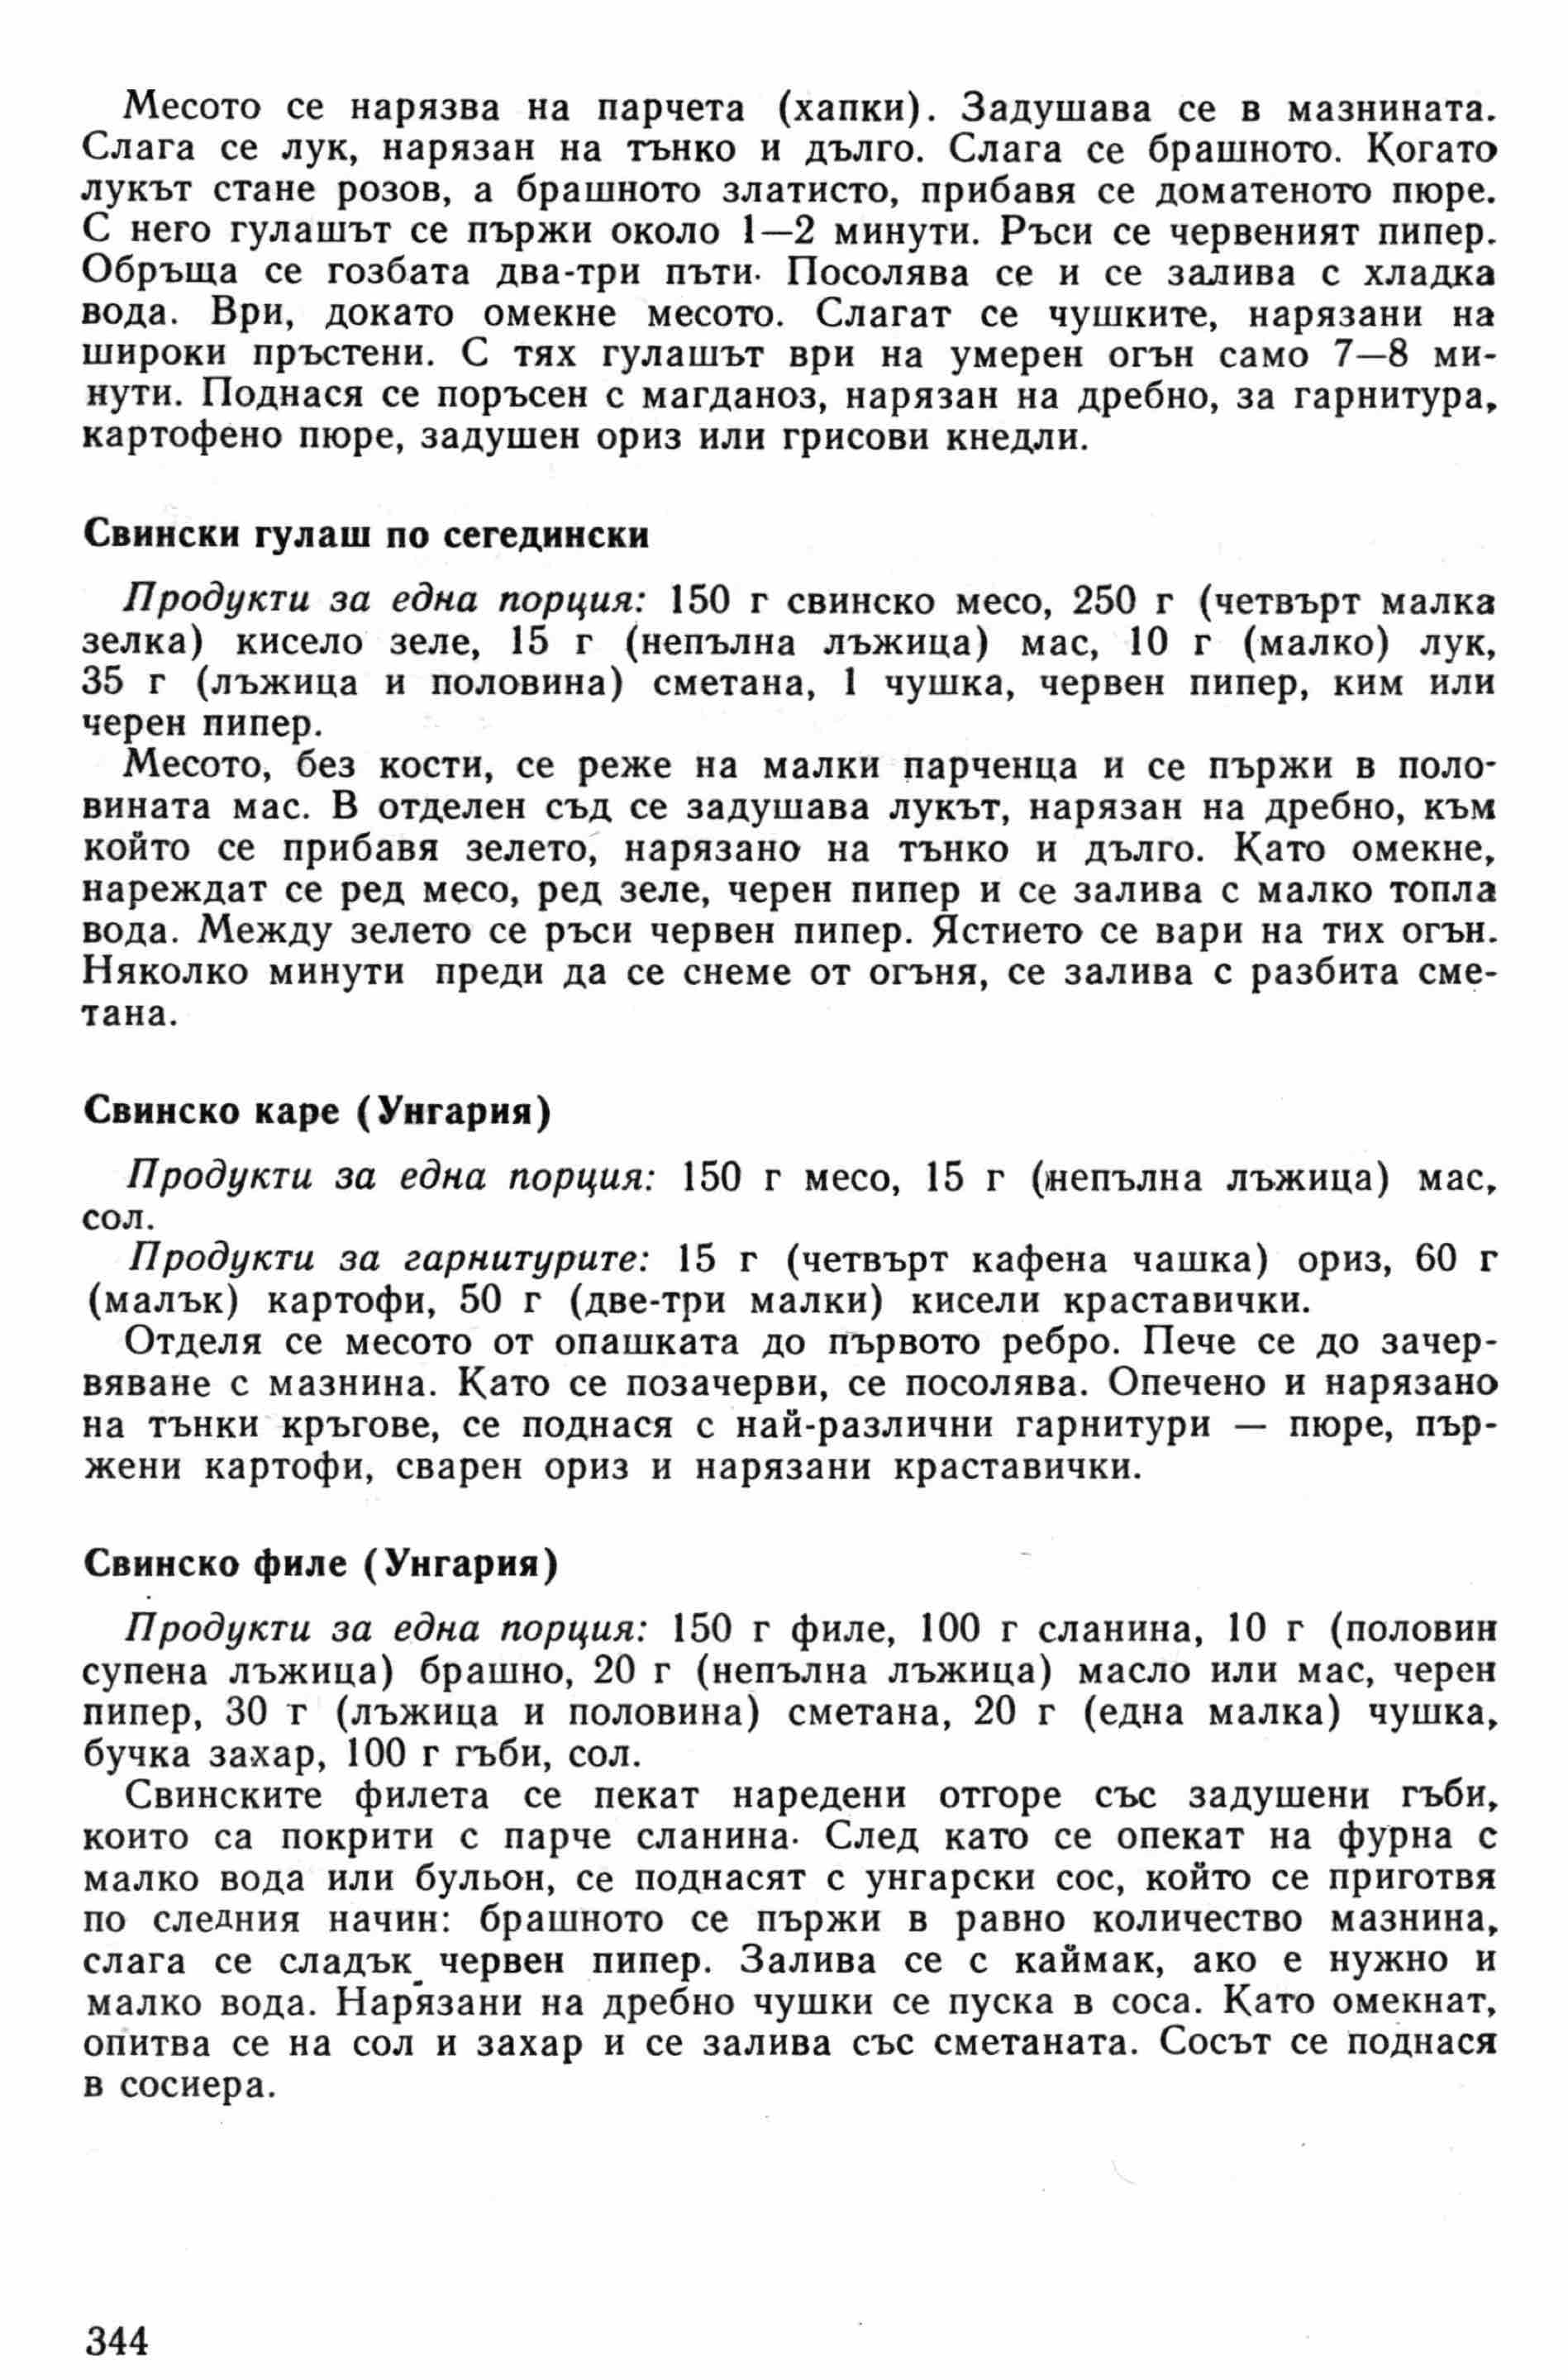 Месото се нарязва на парчета (хапки). Задушава се в мазнината.
Слага се лук, нарязан на тънко и дълго. Слага се брашното. Когато
лукът стане розов, а брашното златисто, прибавя се доматеното пюре.
С него гулашът се пържи около 1—2 минути. Ръси се червеният пипер.
Обръща се гозбата два-три пъти. Посолява се и се залива с хладка
вода. Ври, докато омекне месото. Слагат се чушките, нарязани на
широки пръстени. С тях гулашът ври на умерен огън само 7—8 ми-
нути. Поднася се поръсен с магданоз, нарязан на дребно, за гарнитура,
картофено пюре, задушен ориз или грисови кнедли.
Свински гулаш по сегедински
Продукти за една порция: 150 г свинско месо, 250 г (четвърт малка
зелка) кисело зеле, 15 г (непълна лъжица) мас, 10 г (малко) лук,
35 г (лъжица и половина) сметана, 1 чушка, червен пипер, ким или
черен пипер.
Месото, без кости, се реже на малки парченца и се пържи в поло-
вината мас. В отделен съд се задушава лукът, нарязан на дребно, към
който се прибавя зелето, нарязано на тънко и дълго. Като омекне,
нареждат се ред месо, ред зеле, черен пипер и се залива с малко топла
вода. Между зелето се ръси червен пипер. Ястието се вари на тих огън.
Няколко минути преди да се снеме от огъня, се залива с разбита сме-
тана.
Свинско каре (Унгария)
Продукти за една порция: 150 г месо, 15 г (непълна лъжица) мас,
сол.
Продукти за гарнитурите: 15 г (четвърт кафена чашка) ориз, 60 г
(малък) картофи, 50 г (две-три малки) кисели краставички.
Отделя се месото от опашката до първото ребро. Пече се до зачер-
вяване с мазнина. Като се позачерви, се посолява. Опечено и нарязано
на тънки кръгове, се поднася с най-различни гарнитури — пюре, пър-
жени картофи, сварен ориз и нарязани краставички.
Свинско филе (Унгария)
Продукти за една порция: 150 г филе, 100 г сланина, 10 г (половин
супена лъжица) брашно, 20 г (непълна лъжица) масло или мас, черен
пипер, 30 т (лъжица и половина) сметана, 20 г (една малка) чушка,
бучка захар, 100 г гъби, сол.
Свинските филета се пекат наредени отгоре със задушени гъби,
които са покрити с парче сланина. След като се опекат на фурна с
малко вода или бульон, се поднасят с унгарски сос, който се приготвя
по следния начин: брашното се пържи в равно количество мазнина,
слага се сладък червен пипер. Залива се с каймак, ако е нужно и
малко вода. Нарязани на дребно чушки се пуска в соса. Като омекнат,
опитва се на сол и захар и се залива със сметаната. Сосът се поднася
в сосиера.
344